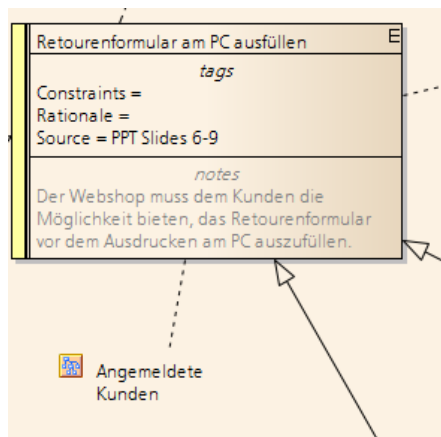 Retourenformular am PC ausfüllen
E
tags
Constraints =
Rationale =
Source = PPT Slides 6-9
notes
Der Webshop muss dem Kunden die
Möglichkeit bieten, das Retourenformular
vor dem Ausdrucken am PC auszufüllen.
Angemeldete
Kunden